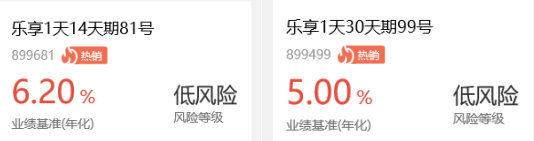 乐享1天14天期81号
899681 热销
6.20%
低风险
业绩基准(年化)
风险等级
乐享1天30天期99号
899499 热销
5.00%
低风险
业绩基准(年化)
风险等级